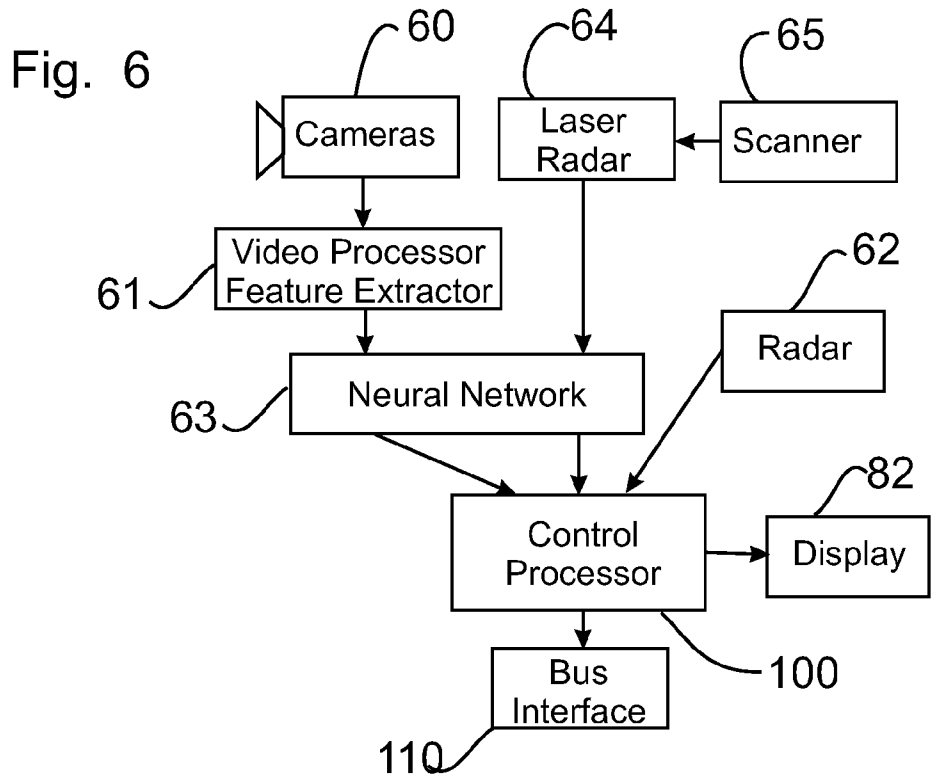 Fig. 6
60
64
65
Cameras
Laser
Radar
Scanner
61
Video Processor
Feature Extractor
62
Radar
63
Neural Network
82
Control
Processor
Display
100
Bus
Interface
110